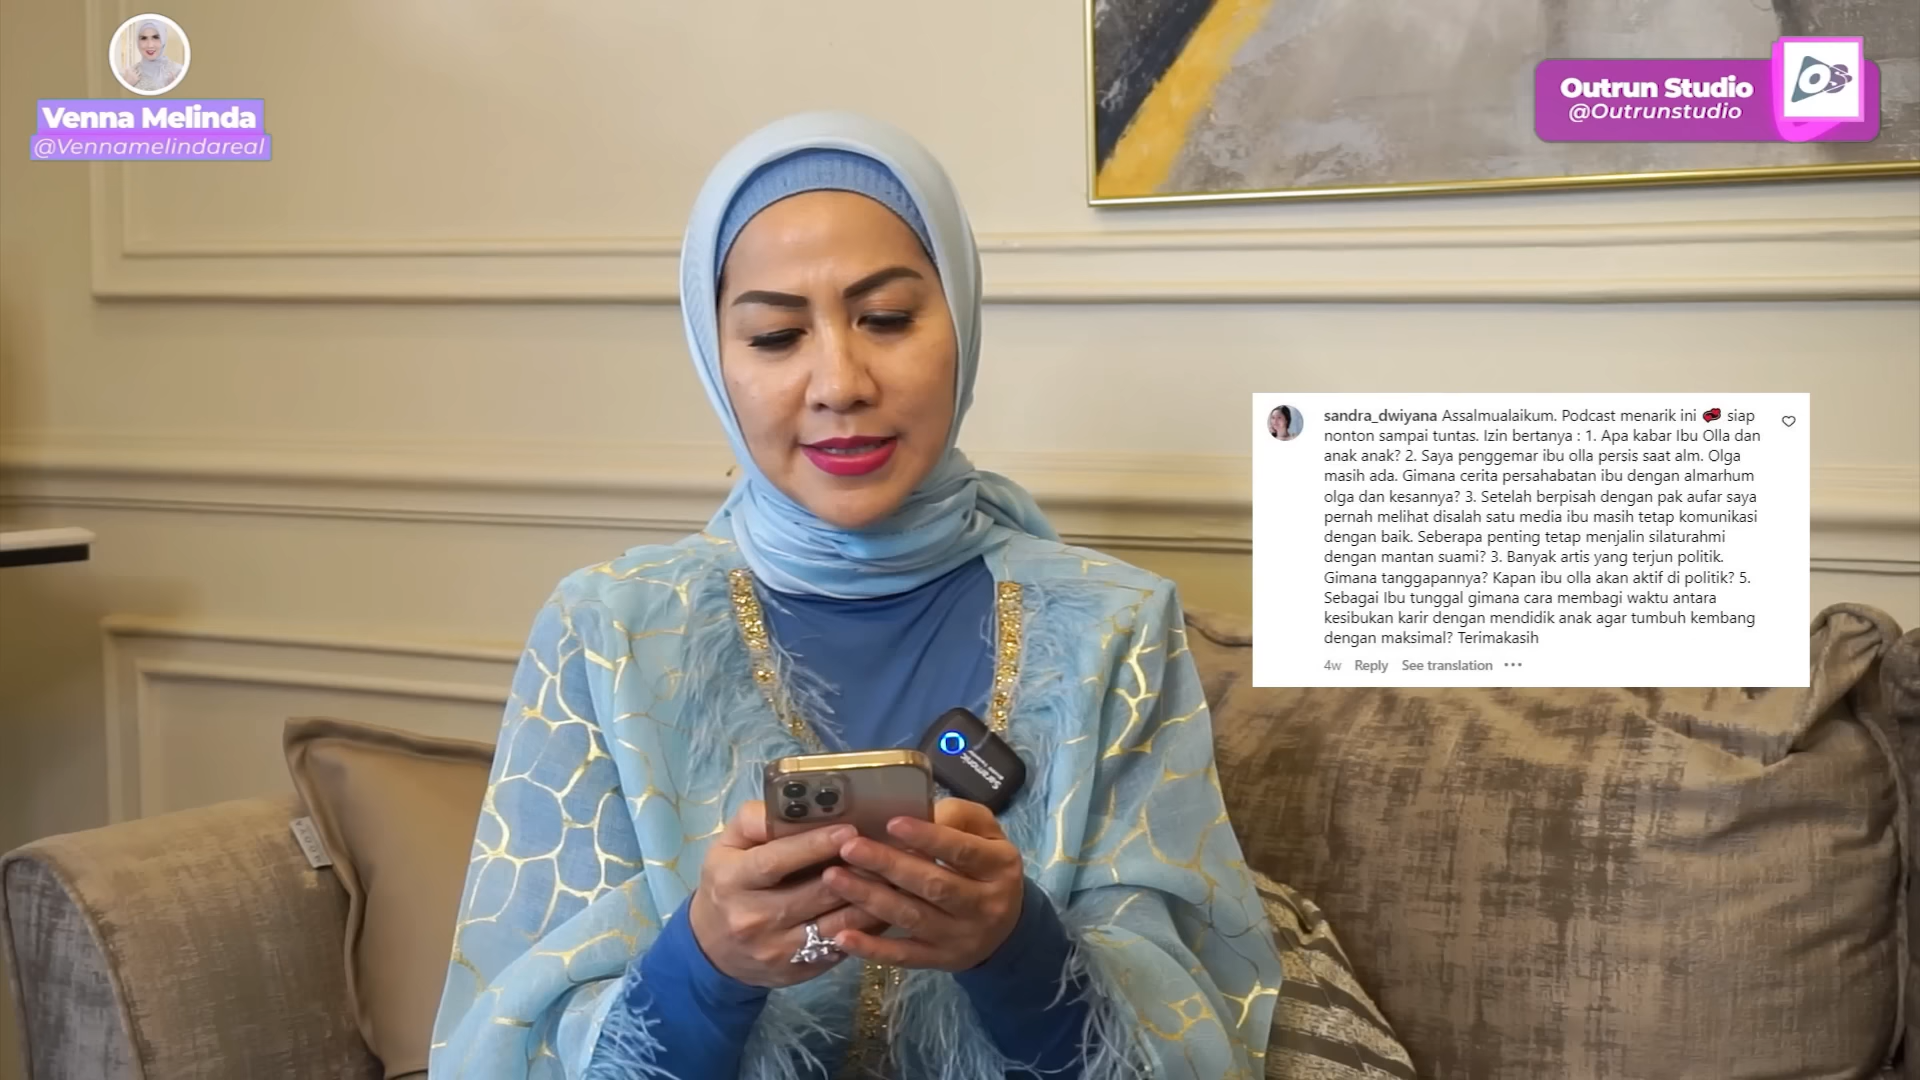 Venna Melinda
@Vennamelindareal
Outrun Studio
@Outrunstudio
OS
sandra_dwiyana Assalmualaikum. Podcast menarik ini 💋 siap
nonton sampai tuntas. Izin bertanya : 1. Apa kabar Ibu Olla dan
anak anak? 2. Saya penggemar ibu olla persis saat alm. Olga
masih ada. Gimana cerita persahabatan ibu dengan almarhum
olga dan kesannya? 3. Setelah berpisah dengan pak aufar saya
pernah melihat disalah satu media ibu masih tetap komunikasi
dengan baik. Seberapa penting tetap menjalin silaturahmi
dengan mantan suami? 3. Banyak artis yang terjun politik.
Gimana tanggapannya? Kapan ibu olla akan aktif di politik? 5.
Sebagai Ibu tunggal gimana cara membagi waktu antara
kesibukan karir dengan mendidik anak agar tumbuh kembang
dengan maksimal? Terimakasih
4w Reply See translation •••
Saramonic